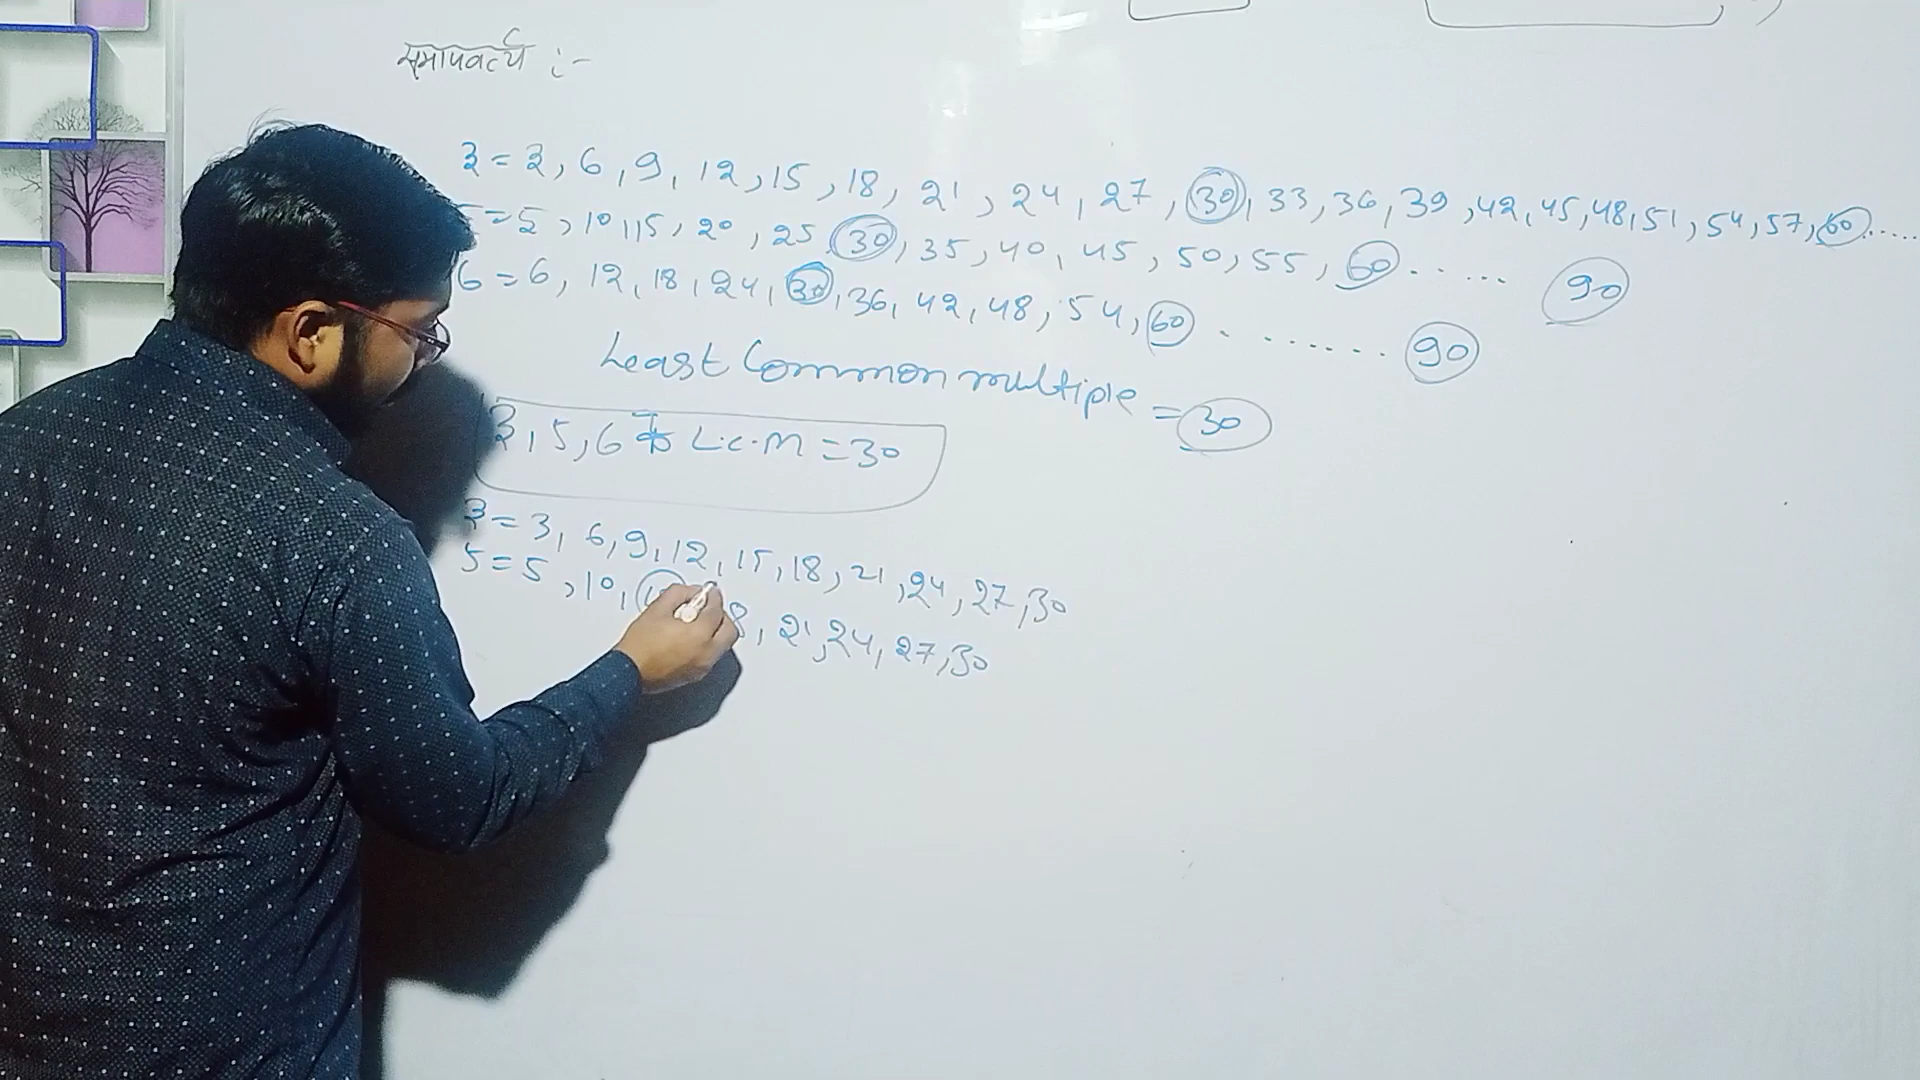 समापवर्त्य :-
3 = 3, 6, 9, 12, 15, 18, 21, 24, 27, 30, 33, 36, 39, 42, 45, 48, 51, 54, 57, 60......
5 = 5, 10, 15, 20, 25, 30, 35, 40, 45, 50, 55, 60 ...... 90
6 = 6, 12, 18, 24, 30, 36, 42, 48, 54, 60 ........ 90
Least Common multiple = 30
3, 5, 6 के L.C.M = 30
3 = 3, 6, 9, 12, 15, 18, 21, 24, 27, 30
5 = 5, 10, 8, 21, 24, 27, 30